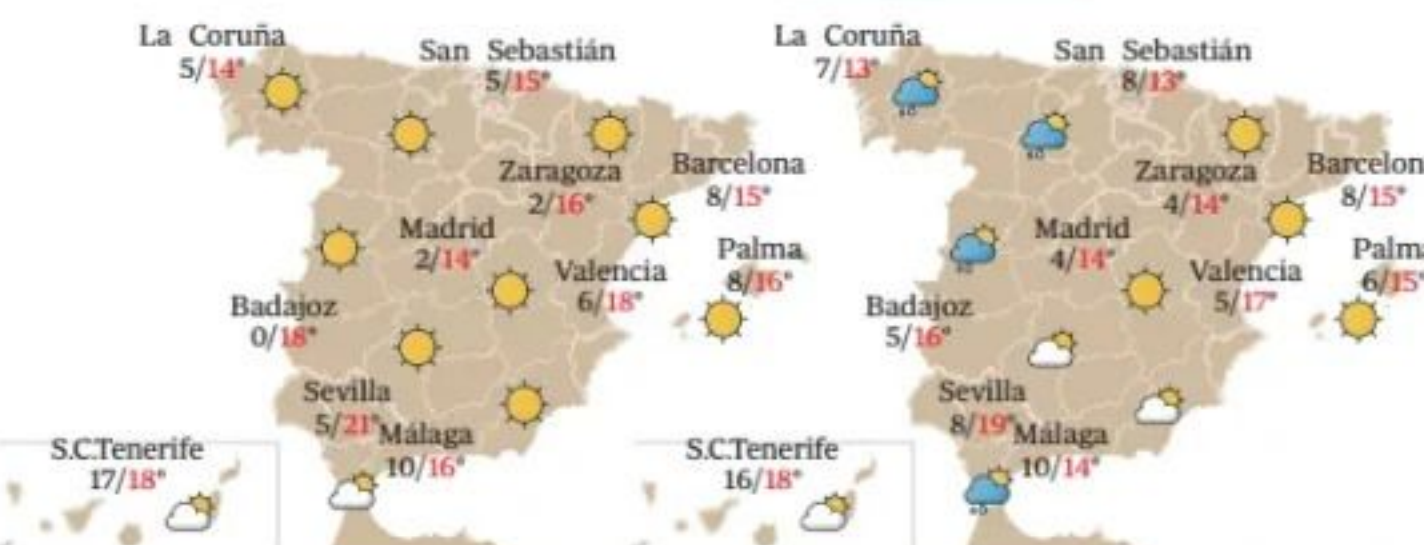 La Coruña
5/14°
San Sebastián
5/15°
Zaragoza
2/16°
Barcelona
8/15°
Madrid
2/14°
Palma
8/16°
Valencia
6/18°
Badajoz
0/18°
Sevilla
5/21°
Málaga
10/16°
S.C.Tenerife
17/18°
La Coruña
7/13°
San Sebastián
8/13°
Zaragoza
4/14°
Barcelon
8/15°
Madrid
4/14°
Palm
6/15°
Valencia
5/17°
Badajoz
5/16°
Sevilla
8/19°
Málaga
10/14°
S.C.Tenerife
16/18°